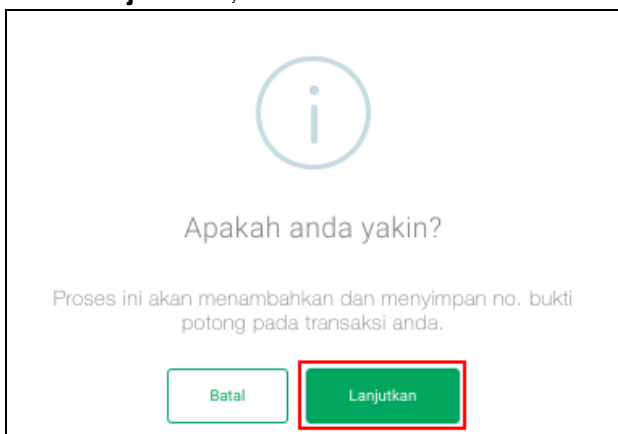 i
Apakah anda yakin?
Proses ini akan menambahkan dan menyimpan no. bukti
potong pada transaksi anda.
Batal
Lanjutkan